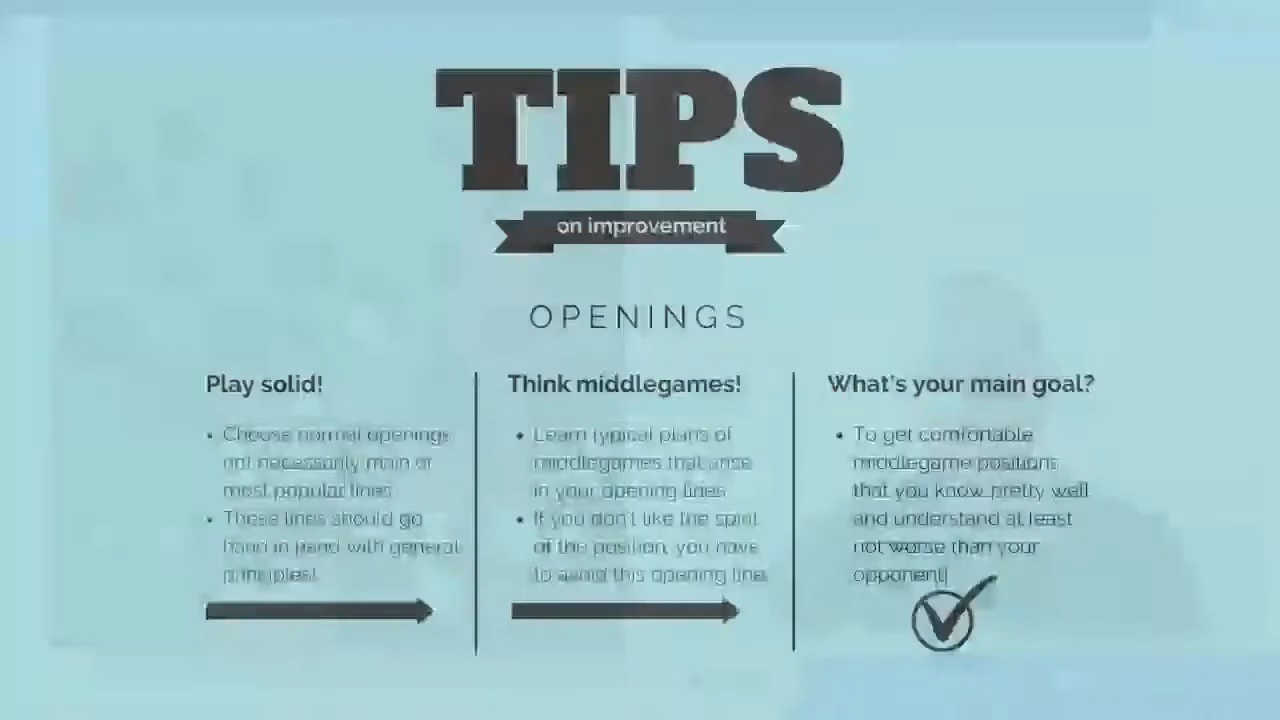 TIPS
on improvement
OPENINGS
Play solid!
Choose normal openings
not necessarily main or
most popular lines
These lines should go
hand in hand with general
principles!
Think middlegames!
Learn typical plans of
middlegames that arise
in your opening lines
If you don't like the spirit
of the position, you have
to avoid this opening line
What's your main goal?
To get comfortable
middlegame positions
that you know pretty well
and understand at least
not worse than your
opponent!